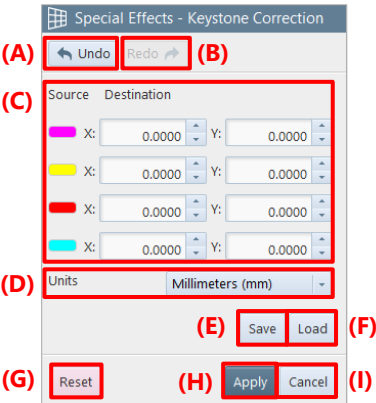 Special Effects - Keystone Correction
(A) Undo Redo (B)
(C) Source Destination
X: 0.0000 Y: 0.0000
X: 0.0000 Y: 0.0000
X: 0.0000 Y: 0.0000
X: 0.0000 Y: 0.0000
(D) Units Millimeters (mm)
(E) Save Load (F)
(G) Reset (H) Apply Cancel (I)